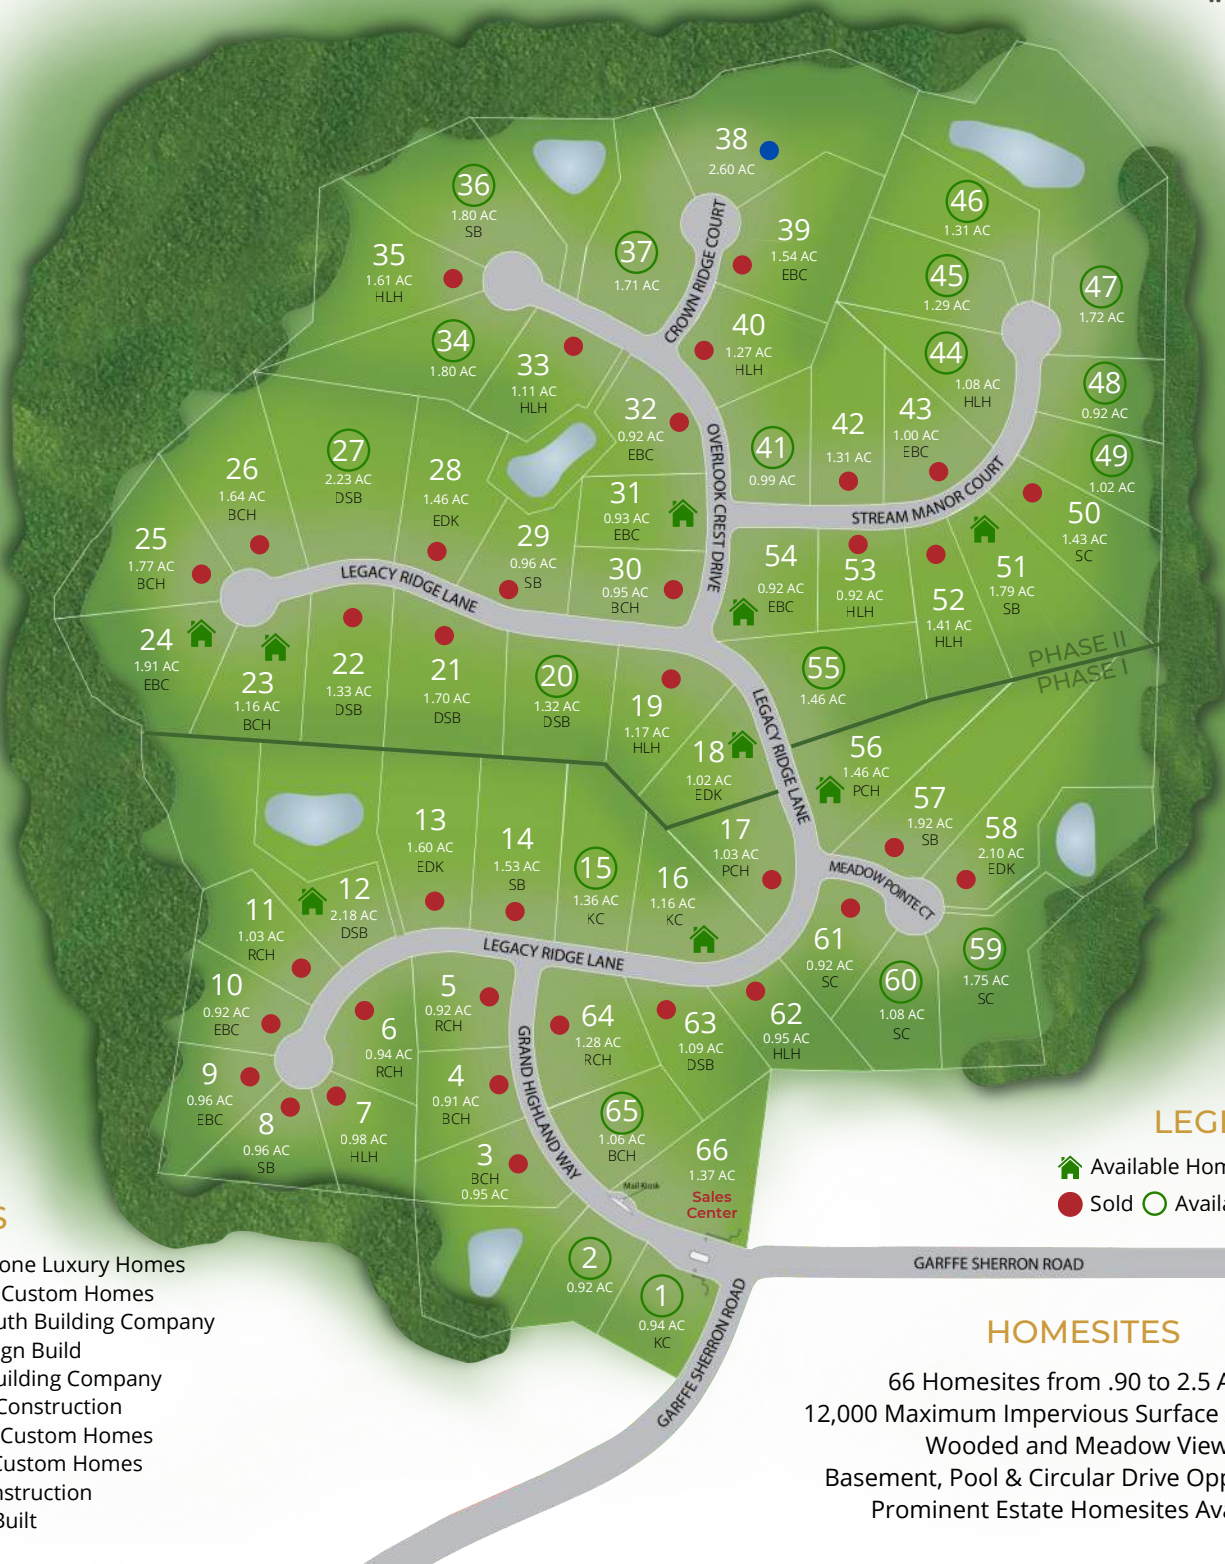 38
2.60 AC
36
1.80 AC
SB
46
1.31 AC
35
1.61 AC
HLH
37
1.71 AC
CROWN RIDGE COURT
39
1.54 AC
EBC
45
1.29 AC
47
1.72 AC
34
1.80 AC
33
1.11 AC
HLH
40
1.27 AC
HLH
44
1.08 AC
HLH
48
0.92 AC
32
0.92 AC
EBC
OVERLOOK CREST DRIVE
41
0.99 AC
42
1.31 AC
43
1.00 AC
EBC
49
1.02 AC
27
2.23 AC
DSB
26
1.64 AC
BCH
28
1.46 AC
EDK
31
0.93 AC
EBC
STREAM MANOR COURT
50
1.43 AC
SC
25
1.77 AC
BCH
LEGACY RIDGE LANE
29
0.96 AC
SB
30
0.95 AC
BCH
54
0.92 AC
EBC
53
0.92 AC
HLH
52
1.41 AC
HLH
51
1.79 AC
SB
24
1.91 AC
EBC
23
1.16 AC
BCH
22
1.33 AC
DSB
21
1.70 AC
DSB
20
1.32 AC
DSB
19
1.17 AC
HLH
55
1.46 AC
PHASE II
PHASE I
18
1.02 AC
EDK
LEGACY RIDGE LANE
56
1.46 AC
PCH
57
1.92 AC
SB
58
2.10 AC
EDK
13
1.60 AC
EDK
14
1.53 AC
SB
15
1.36 AC
KC
16
1.16 AC
KC
17
1.03 AC
PCH
MEADOW POINTE CT
12
2.18 AC
DSB
11
1.03 AC
RCH
LEGACY RIDGE LANE
61
0.92 AC
SC
60
1.08 AC
SC
59
1.75 AC
SC
10
0.92 AC
EBC
5
0.92 AC
RCH
6
0.94 AC
RCH
64
1.28 AC
RCH
63
1.09 AC
DSB
62
0.95 AC
HLH
GRAND HIGHLAND WAY
9
0.96 AC
EBC
8
0.96 AC
SB
7
0.98 AC
HLH
4
0.91 AC
BCH
3
BCH
0.95 AC
65
1.06 AC
BCH
66
1.37 AC
Sales
Center
Mail Kiosk
2
0.92 AC
1
0.94 AC
KC
GARFFE SHERRON ROAD
GARFFE SHERRON ROAD
LEGE
Available Hom
Sold
Availa
S
one Luxury Homes
Custom Homes
uth Building Company
gn Build
uilding Company
Construction
Custom Homes
Custom Homes
nstruction
Built
HOMESITES
66 Homesites from .90 to 2.5 A
12,000 Maximum Impervious Surface
Wooded and Meadow View
Basement, Pool & Circular Drive Opp
Prominent Estate Homesites Ava